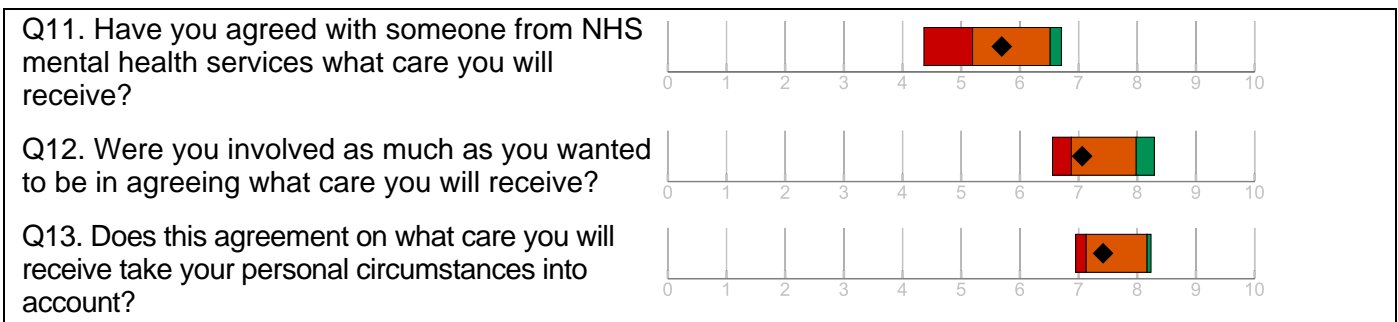 Q11. Have you agreed with someone from NHS
mental health services what care you will
receive?
0 1 2 3 4 5 6 7 8 9 10
Q12. Were you involved as much as you wanted
to be in agreeing what care you will receive?
0 1 2 3 4 5 6 7 8 9 10
Q13. Does this agreement on what care you will
receive take your personal circumstances into
account?
0 1 2 3 4 5 6 7 8 9 10